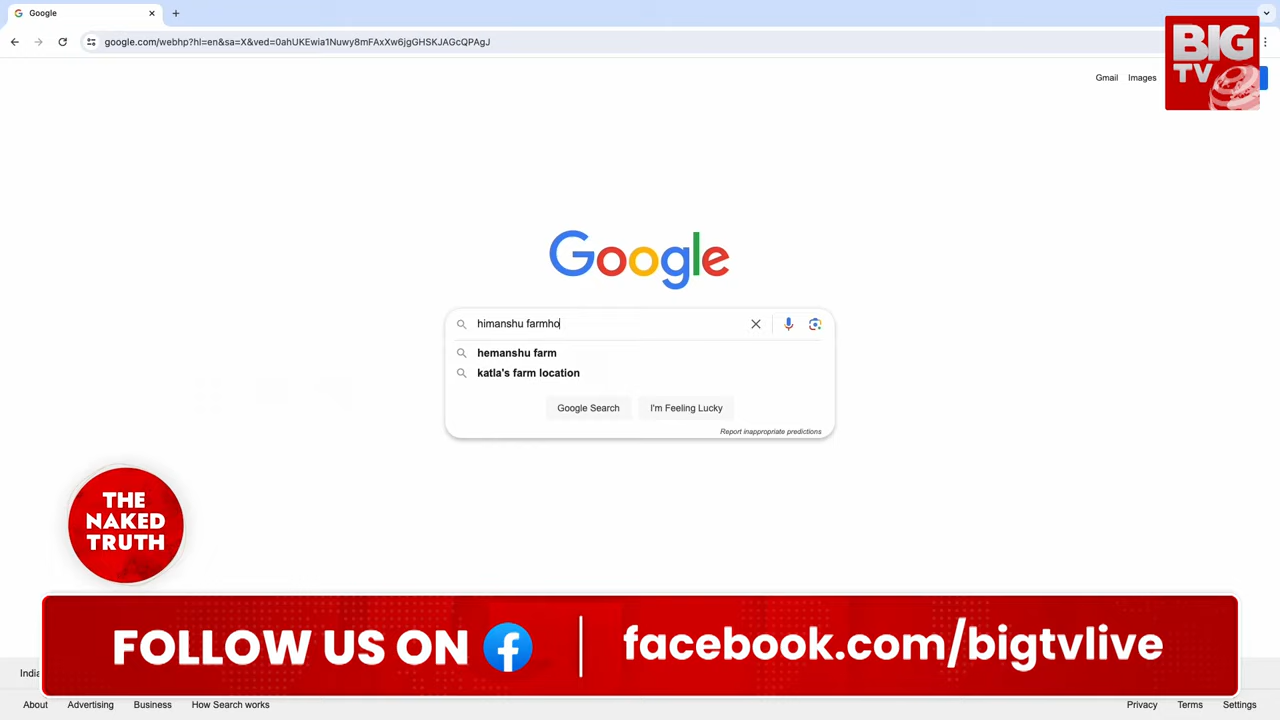 Google
google.com/webhp?hl=en&sa=X&ved=0ahUKEwia1Nuwy8mFAxXw6jgGHSKJAGcQPAgJ
BIG
TV
Gmail Images
Google
himanshu farmho
hemanshu farm
katla's farm location
Google Search I'm Feeling Lucky
Report inappropriate predictions
THE
NAKED
TRUTH
FOLLOW US ON facebook.com/bigtvlive
About Advertising Business How Search works Privacy Terms Settings